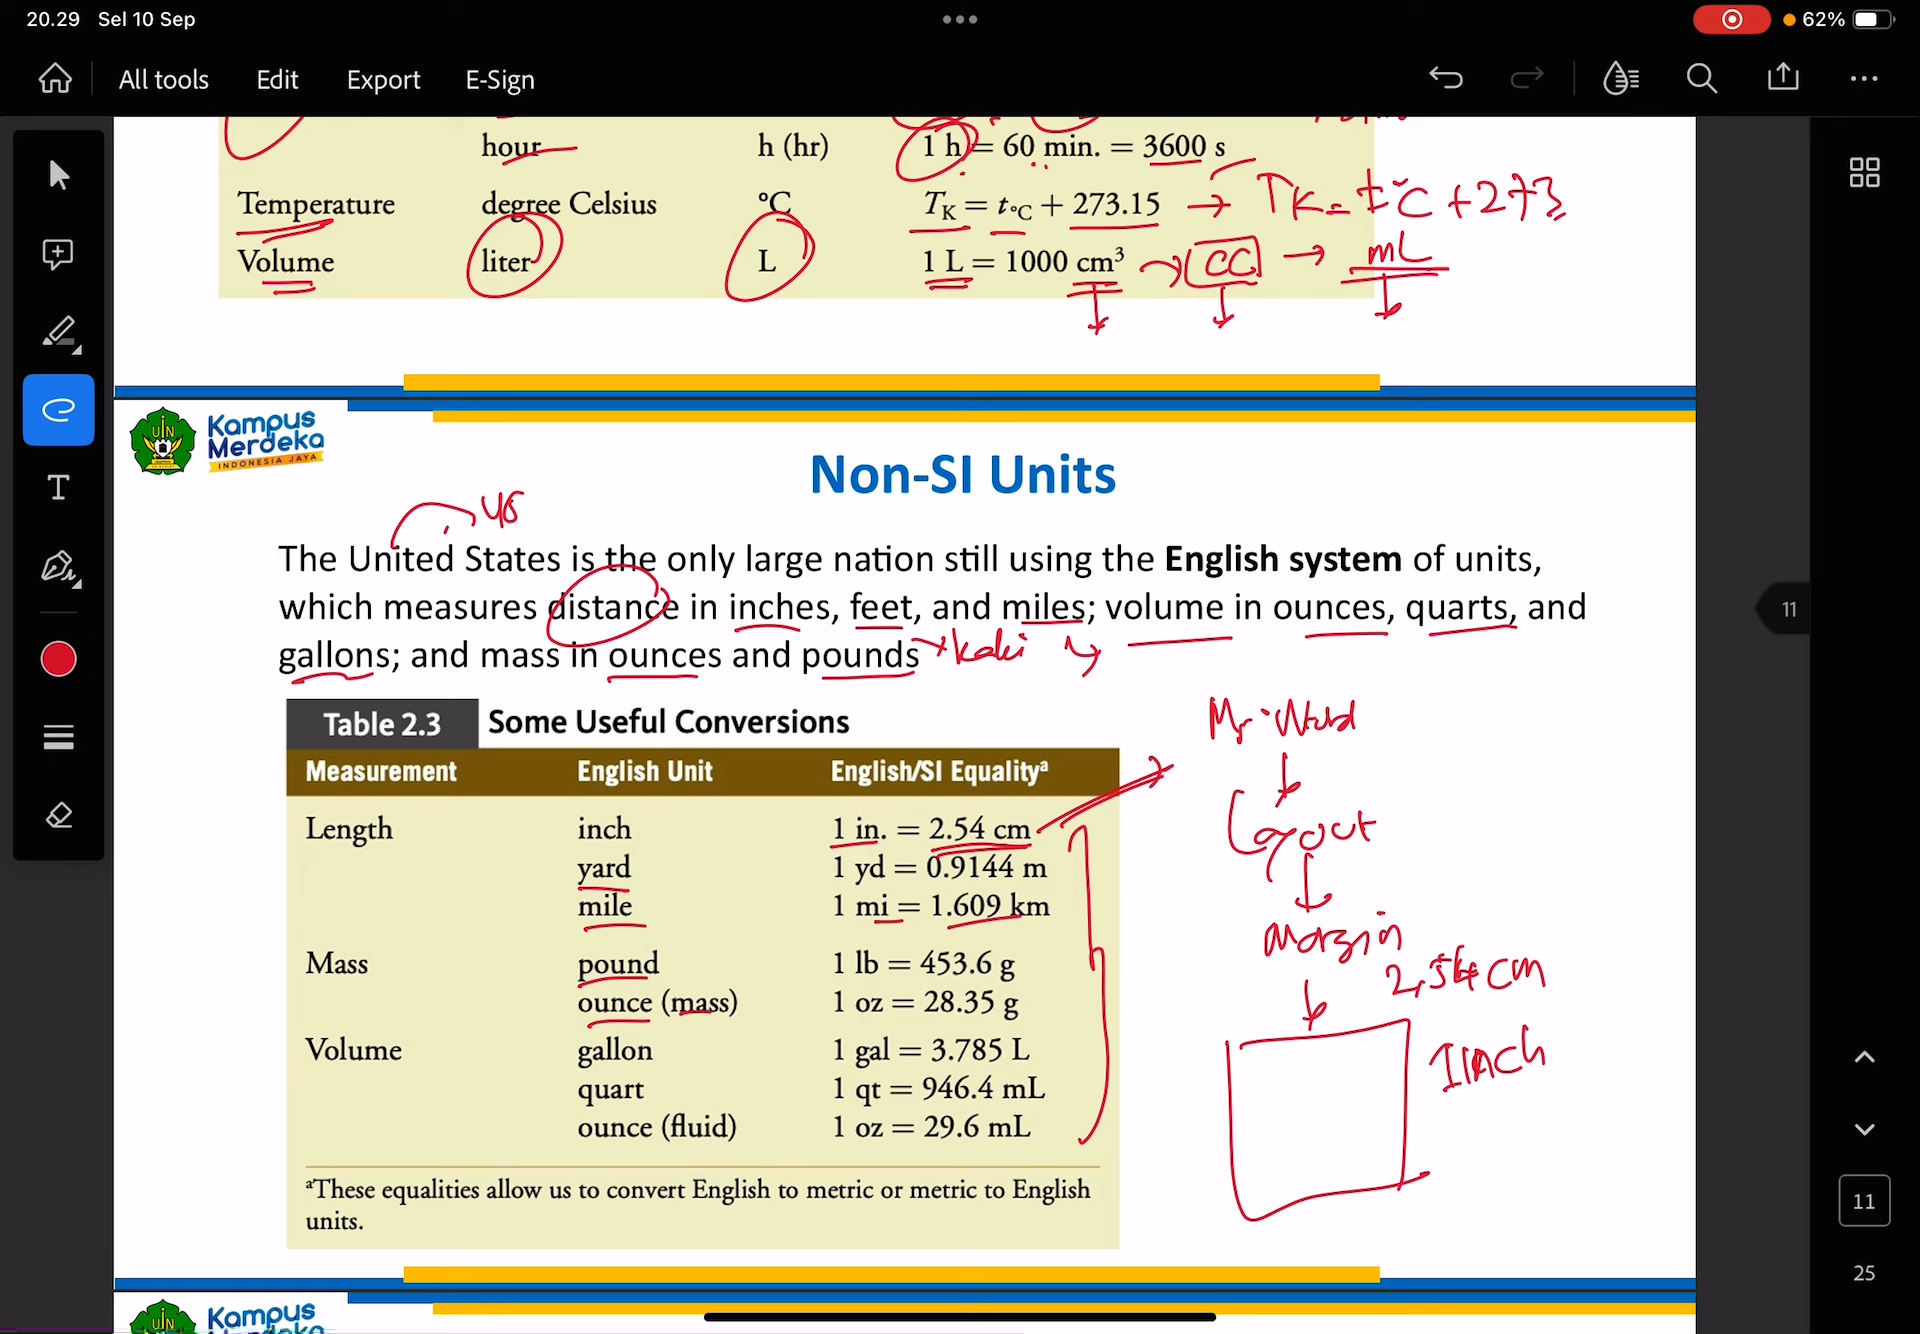 20.29 Sel 10 Sep
62%
All tools Edit Export E-Sign
hour h (hr) 1 h = 60 min. = 3600 s
Temperature degree Celsius °C T_K = t_°C + 273.15 → TK = t°C + 273
Volume liter L 1 L = 1000 cm³ → CC → mL
UIN
Kampus
Merdeka
INDONESIA JAYA
Non-SI Units
US
The United States is the only large nation still using the English system of units,
which measures distance in inches, feet, and miles; volume in ounces, quarts, and
gallons; and mass in ounces and pounds
kaki
11
Table 2.3 Some Useful Conversions
Measurement English Unit English/SI Equalityᵃ
Length inch 1 in. = 2.54 cm
yard 1 yd = 0.9144 m
mile 1 mi = 1.609 km
Mass pound 1 lb = 453.6 g
ounce (mass) 1 oz = 28.35 g
Volume gallon 1 gal = 3.785 L
quart 1 qt = 946.4 mL
ounce (fluid) 1 oz = 29.6 mL
ᵃThese equalities allow us to convert English to metric or metric to English
units.
Layout
Margin
2,54 cm
1 inch
11
25
UIN
Kampus